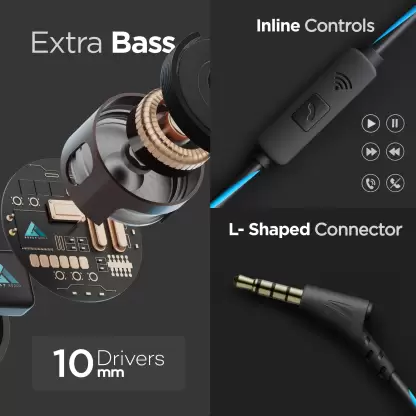 Extra Bass
10 Drivers
mm
Inline Controls
L- Shaped Connector